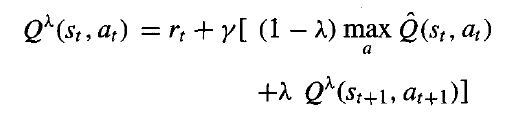 Q^λ(s_t, a_t) = r_t + γ[ (1 − λ) max_a Q̂(s_t, a_t)
+λ Q^λ(s_{t+1}, a_{t+1})]